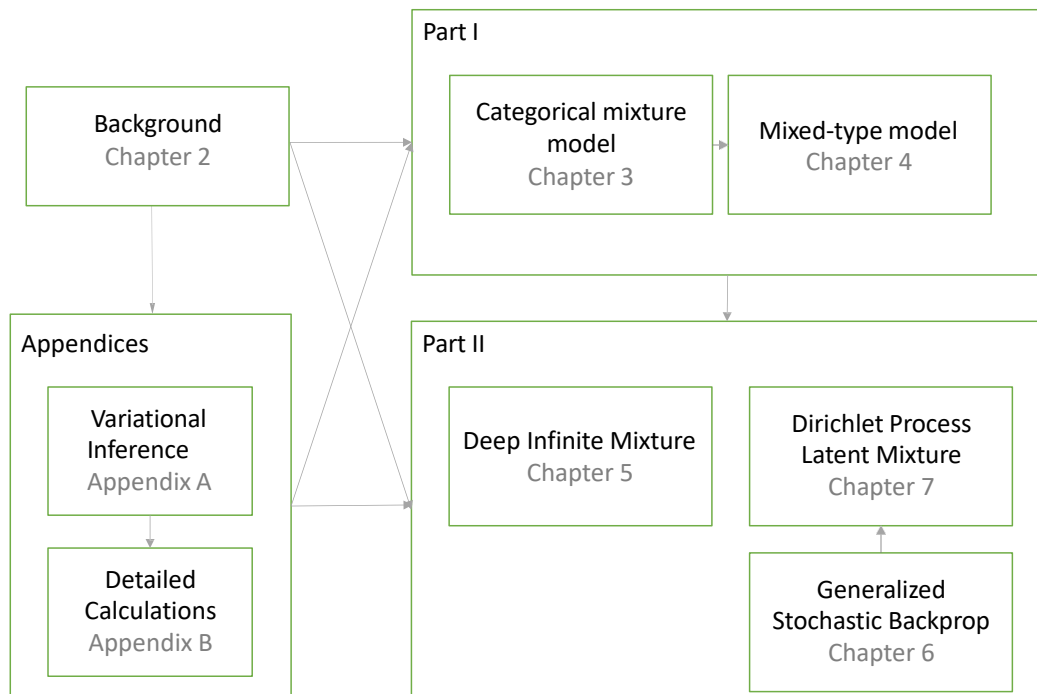 Background
Chapter 2
Part I
Categorical mixture
model
Chapter 3
Mixed-type model
Chapter 4
Appendices
Variational
Inference
Appendix A
Detailed
Calculations
Appendix B
Part II
Deep Infinite Mixture
Chapter 5
Dirichlet Process
Latent Mixture
Chapter 7
Generalized
Stochastic Backprop
Chapter 6